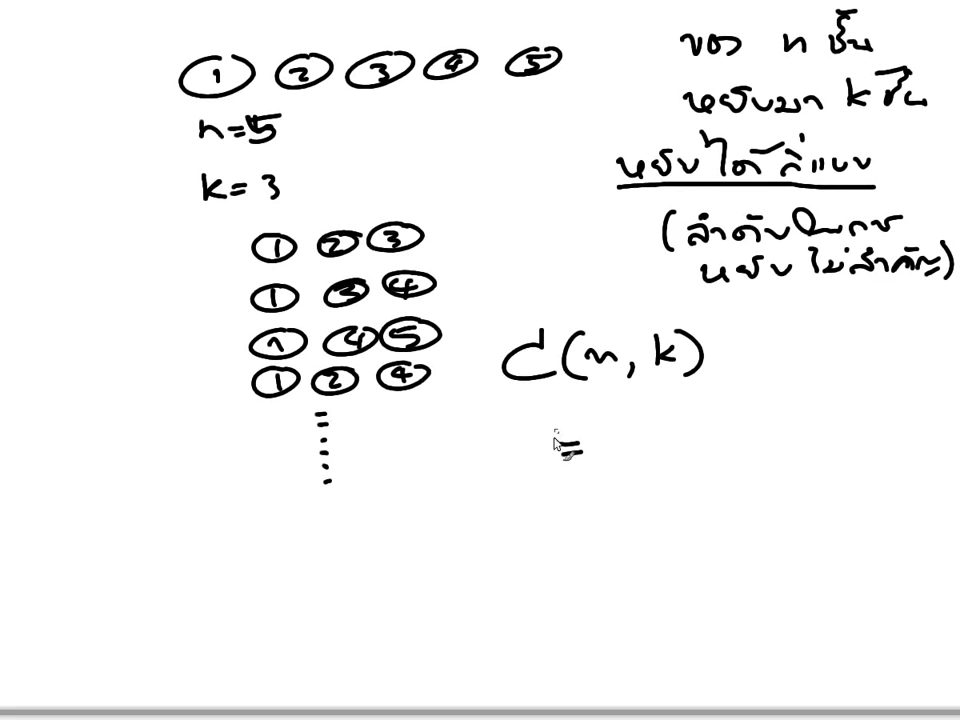 1 2 3 4 5
n=5
k=3
1 2 3
1 3 4
1 4 5
1 2 4
ของ n ชิ้น
หยิบมา k ชิ้น
หยิบได้กี่แบบ
(ลำดับในการ
หยิบไม่สำคัญ)
C(n, k)
=